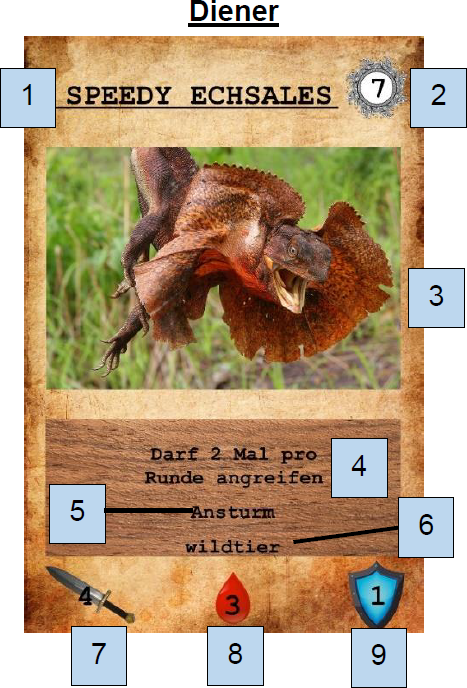 Diener
1 SPEEDY ECHSALES 7 2
3
Darf 2 Mal pro
Runde angreifen
4
5 Ansturm
6
wildtier
4 3 1
7 8 9